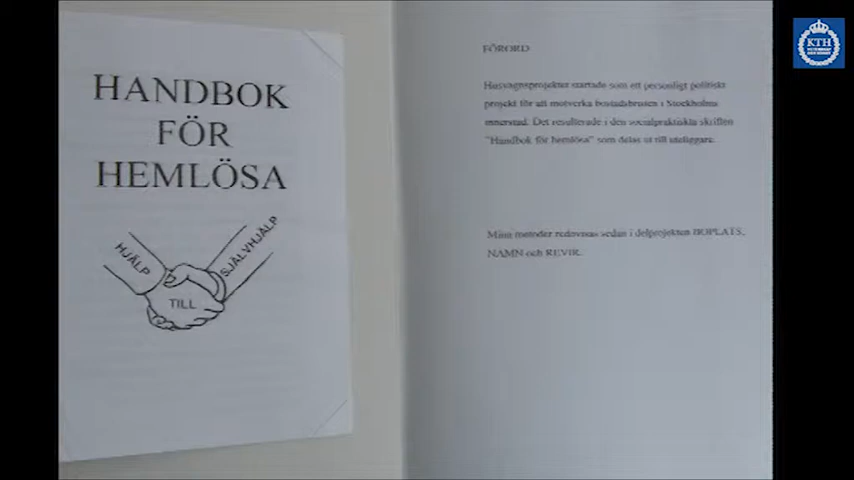 HANDBOK
FÖR
HEMLÖSA
HJÄLP
TILL
SJÄLVHJÄLP
FÖRORD
Husvagnsprojektet startade som ett personligt politiskt
projekt för att motverka bostadsbristen i Stockholms
innerstad. Det resulterade i den socialpraktiska skriften
"Handbok för hemlösa" som delas ut till uteliggare.
Mina metoder redovisas sedan i delprojekten BOPLATS,
NAMN och REVIR.
KTH